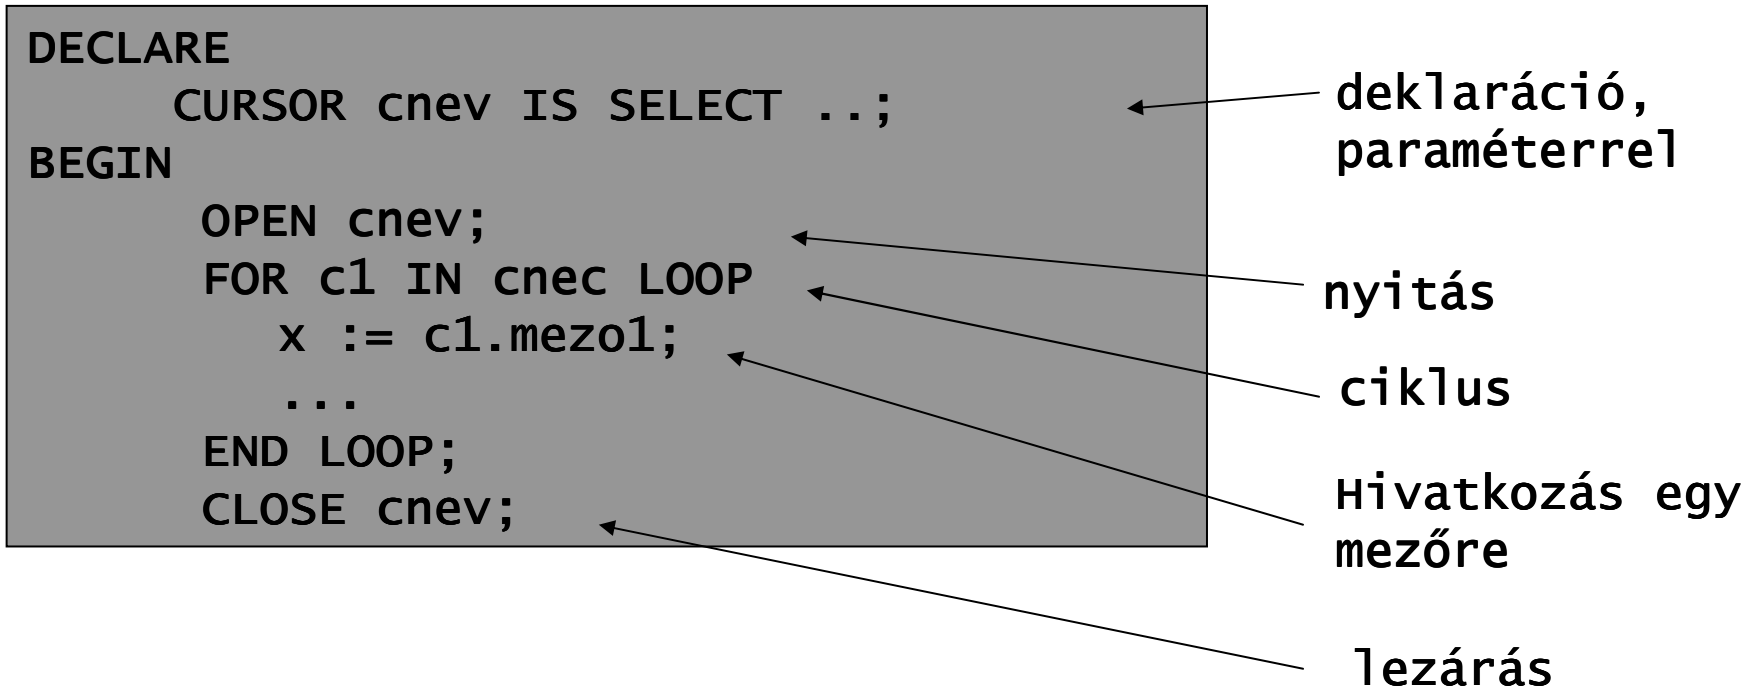 DECLARE
CURSOR cnev IS SELECT ..;
BEGIN
OPEN cnev;
FOR c1 IN cnec LOOP
x := c1.mezo1;
...
END LOOP;
CLOSE cnev;
deklaráció,
paraméterrel
nyitás
ciklus
Hivatkozás egy
mezőre
lezárás